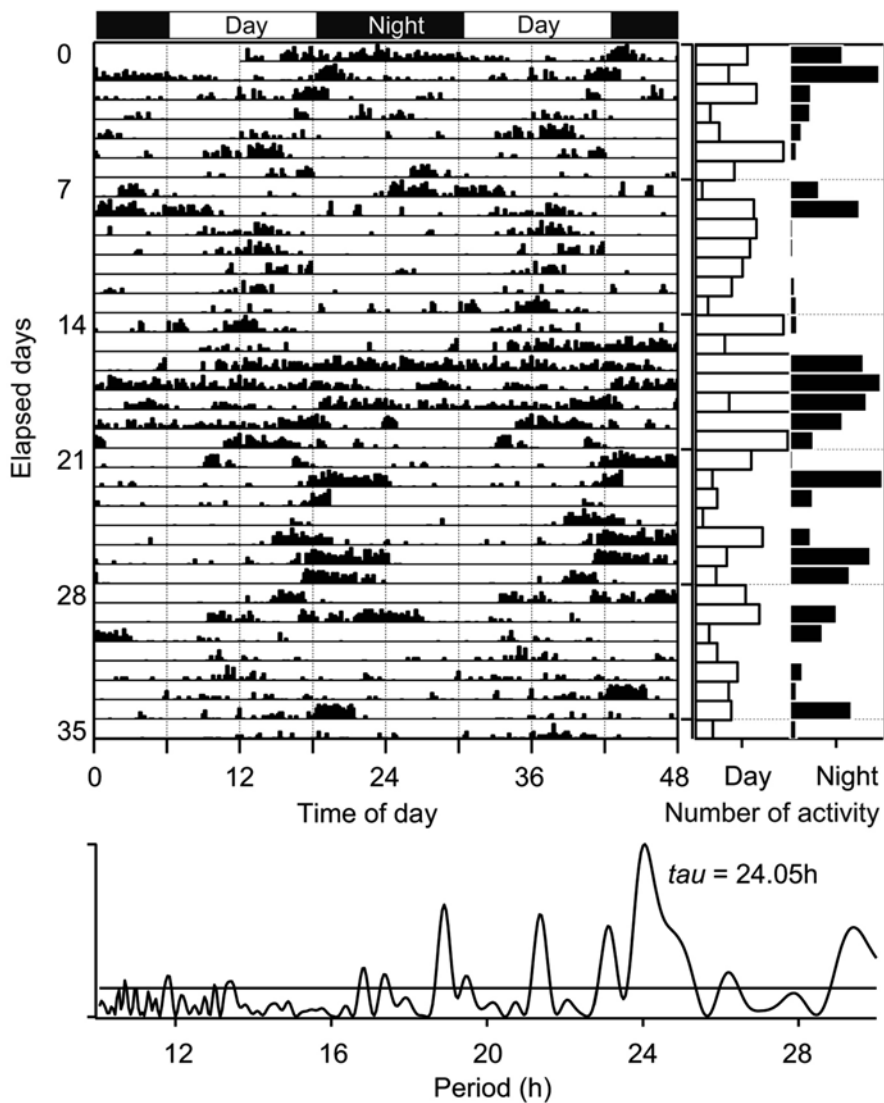 Day Night Day
0
7
14
21
28
35
Elapsed days
0 12 24 36 48
Time of day
Day Night
Number of activity
tau = 24.05h
12 16 20 24 28
Period (h)